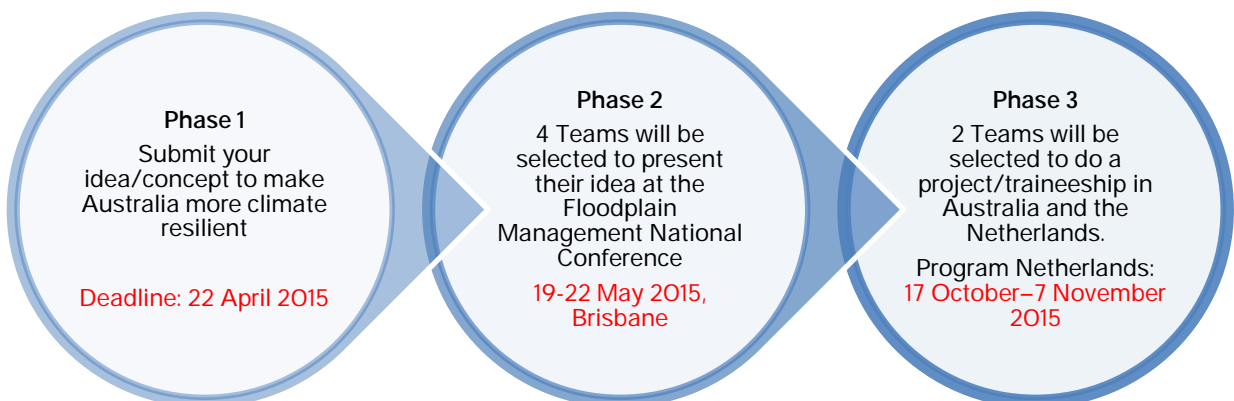 Phase 1
Submit your
idea/concept to make
Australia more climate
resilient
Deadline: 22 April 2015
Phase 2
4 Teams will be
selected to present
their idea at the
Floodplain
Management National
Conference
19-22 May 2015,
Brisbane
Phase 3
2 Teams will be
selected to do a
project/traineeship in
Australia and the
Netherlands.
Program Netherlands:
17 October–7 November
2015